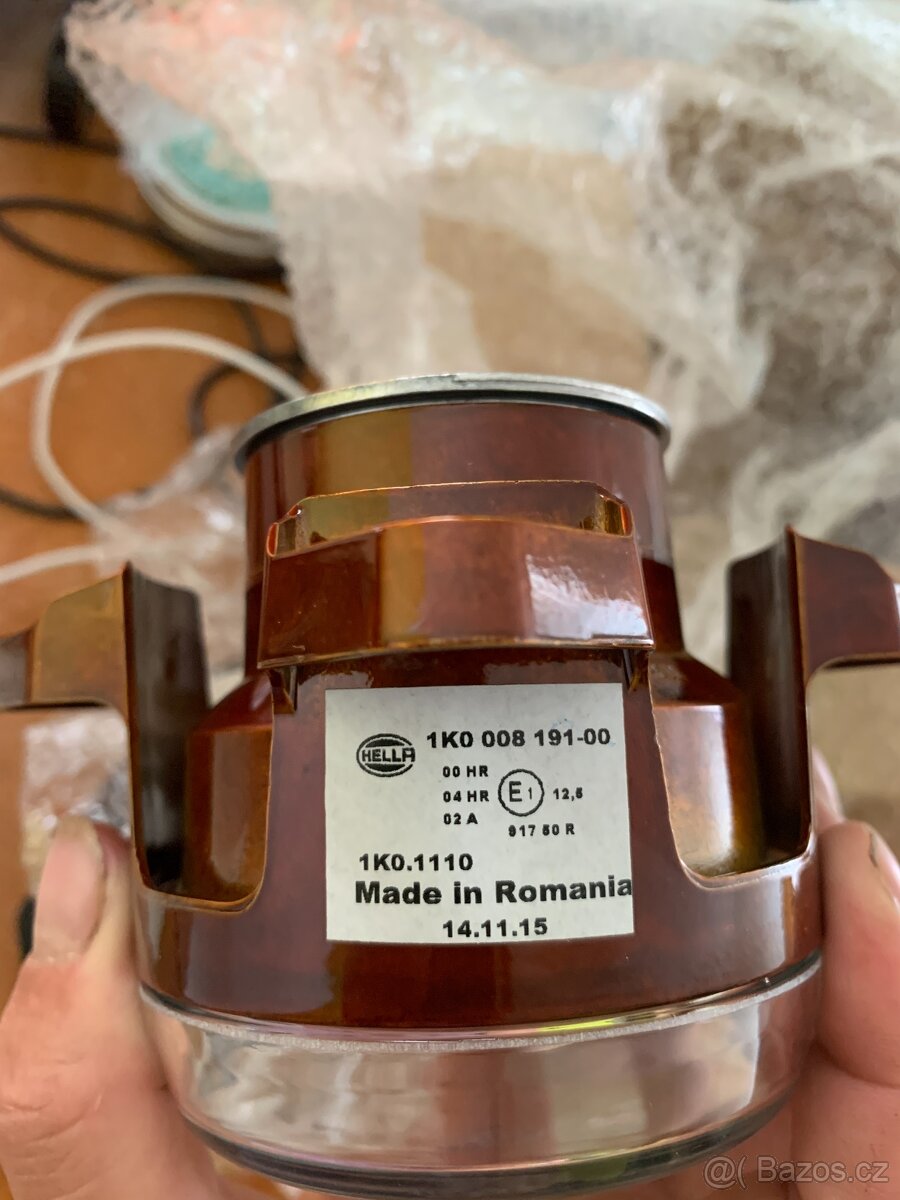 HELLA 1K0 008 191-00
00 HR
04 HR E1 12,5
02 A
917 50 R
1K0.1110
Made in Romania
14.11.15
@( Bazos.cz